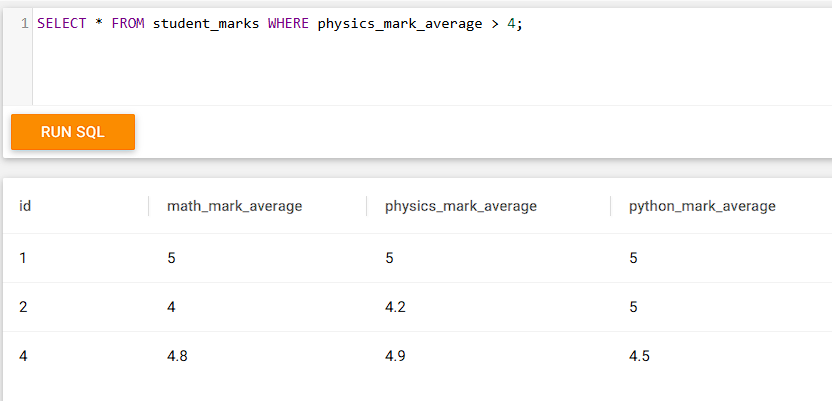 1 SELECT * FROM student_marks WHERE physics_mark_average > 4;
RUN SQL
id math_mark_average physics_mark_average python_mark_average
1 5 5 5
2 4 4.2 5
4 4.8 4.9 4.5